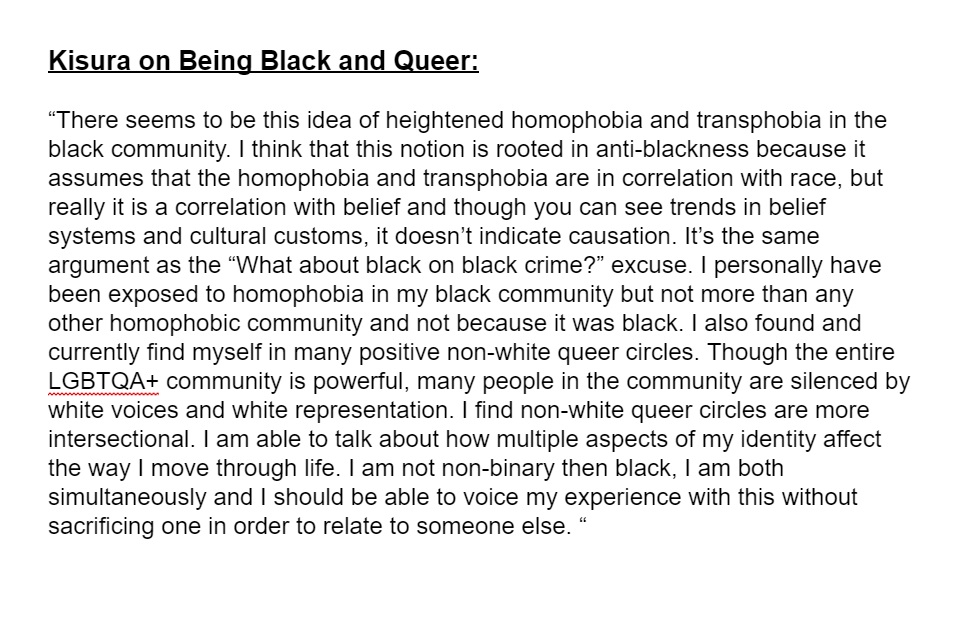 Kisura on Being Black and Queer:
“There seems to be this idea of heightened homophobia and transphobia in the
black community. I think that this notion is rooted in anti-blackness because it
assumes that the homophobia and transphobia are in correlation with race, but
really it is a correlation with belief and though you can see trends in belief
systems and cultural customs, it doesn’t indicate causation. It’s the same
argument as the “What about black on black crime?” excuse. I personally have
been exposed to homophobia in my black community but not more than any
other homophobic community and not because it was black. I also found and
currently find myself in many positive non-white queer circles. Though the entire
LGBTQA+ community is powerful, many people in the community are silenced by
white voices and white representation. I find non-white queer circles are more
intersectional. I am able to talk about how multiple aspects of my identity affect
the way I move through life. I am not non-binary then black, I am both
simultaneously and I should be able to voice my experience with this without
sacrificing one in order to relate to someone else. “